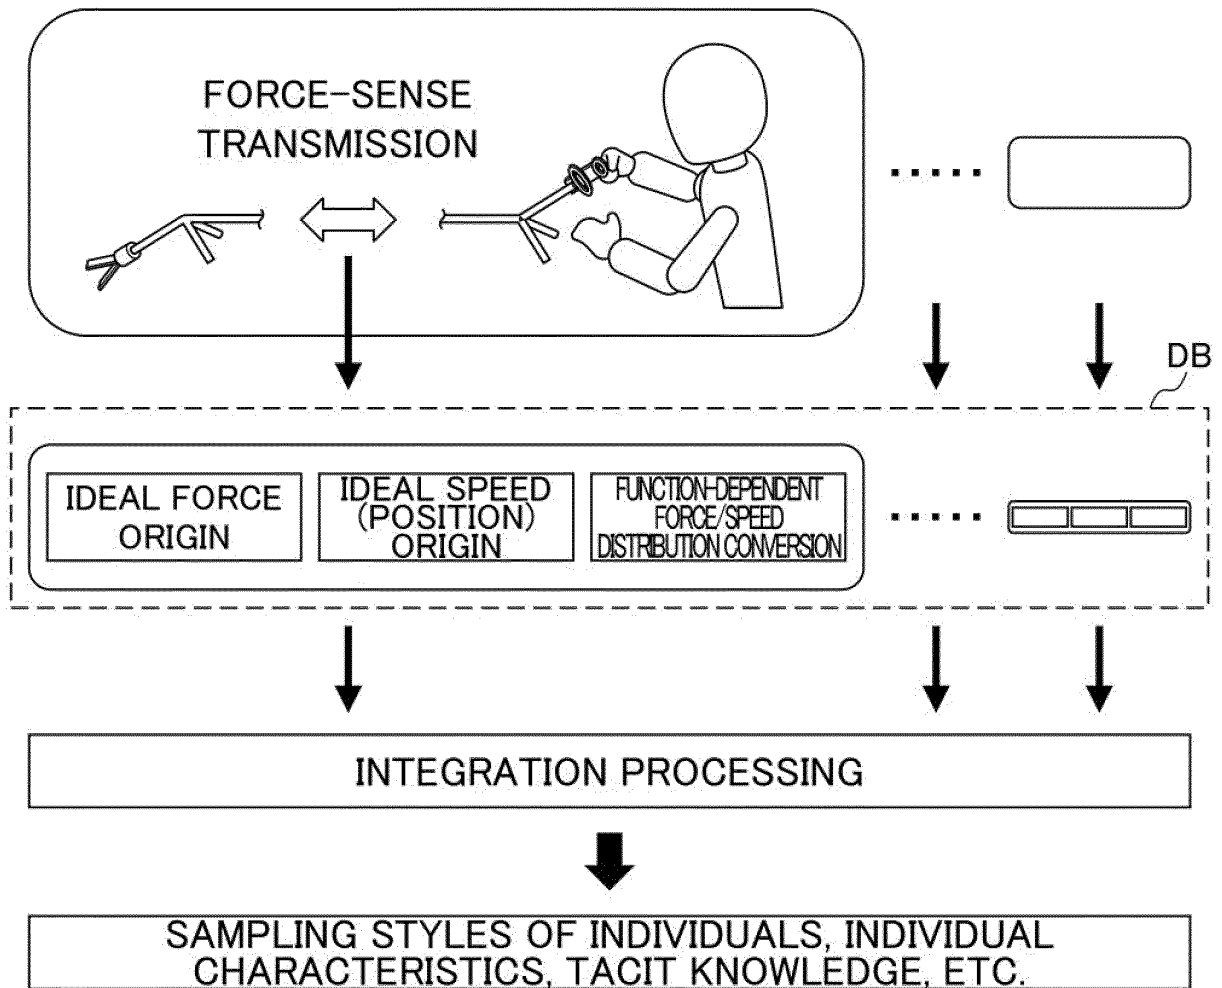 FORCE-SENSE
TRANSMISSION
DB
IDEAL FORCE
ORIGIN
IDEAL SPEED
(POSITION)
ORIGIN
FUNCTION-DEPENDENT
FORCE/SPEED
DISTRIBUTION CONVERSION
INTEGRATION PROCESSING
SAMPLING STYLES OF INDIVIDUALS, INDIVIDUAL
CHARACTERISTICS, TACIT KNOWLEDGE, ETC.